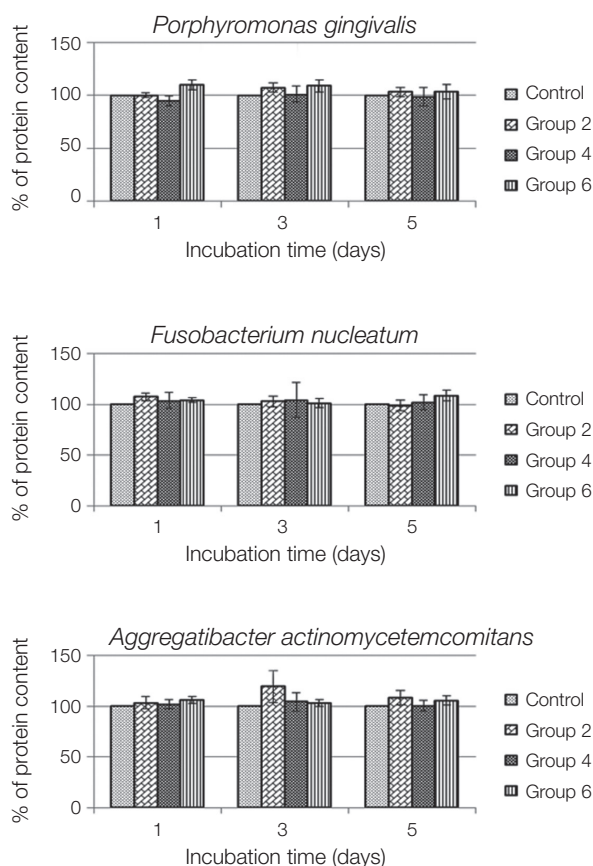 Porphyromonas gingivalis
% of protein content
150
100
50
0
1 3 5
Incubation time (days)
Control
Group 2
Group 4
Group 6
Fusobacterium nucleatum
% of protein content
150
100
50
0
1 3 5
Incubation time (days)
Control
Group 2
Group 4
Group 6
Aggregatibacter actinomycetemcomitans
% of protein content
150
100
50
0
1 3 5
Incubation time (days)
Control
Group 2
Group 4
Group 6